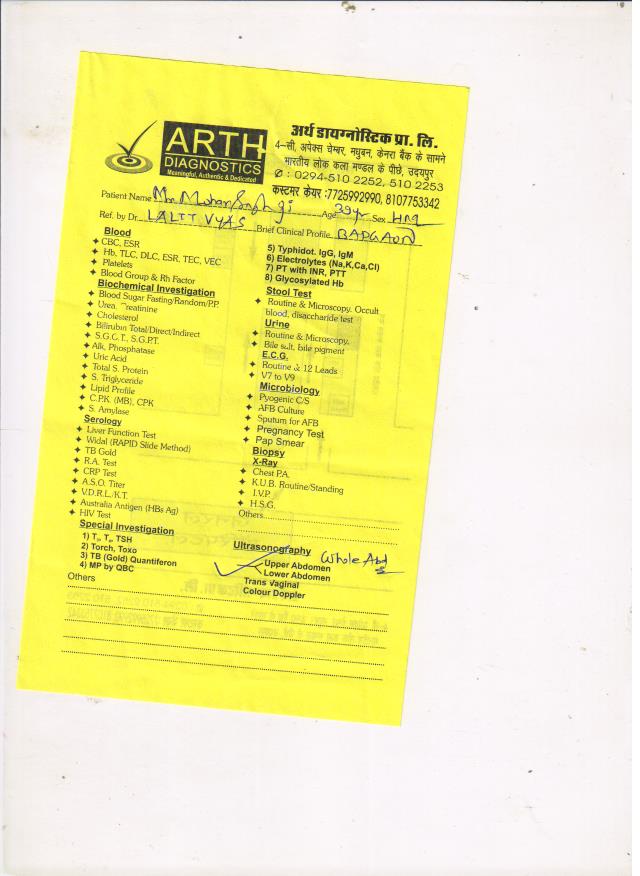 ARTH
DIAGNOSTICS
Meaningful, Authentic & Dedicated
अर्थ डायग्नोस्टिक प्रा. लि.
4-सी, अपेक्स चेम्बर, मधुबन, केनरा बैंक के सामने
भारतीय लोक कला मण्डल के पीछे, उदयपुर
✆ : 0294-510 2252, 510 2253
कस्टमर केयर :7725992990, 8107753342
Patient Name Mr. Mohan Singh ji Age 39yr Sex
Ref. by Dr. LALIT VYAS Brief Clinical Profile BADGAON
Blood
CBC, ESR
Hb, TLC, DLC, ESR, TEC, VEC
Platelets
Blood Group & Rh Factor
Biochemical Investigation
Blood Sugar Fasting/Random/P.P.
Urea, Creatinine
Cholesterol
Bilirubin Total/Direct/Indirect
S.G.O.T., S.G.P.T.
Alk. Phosphatase
Uric Acid
Total S. Protein
S. Triglyceride
Lipid Profile
C.P.K. (MB), CPK
S. Amylase
Serology
Liver Function Test
Widal (RAPID Slide Method)
TB Gold
R.A. Test
CRP Test
A.S.O. Titer
V.D.R.L./K.T.
Australia Antigen (HBs Ag)
HIV Test
Special Investigation
1) T₃, T₄, TSH
2) Torch, Toxo
3) TB (Gold) Quantiferon
4) MP by QBC
Others
5) Typhidot. IgG, IgM
6) Electrolytes (Na,K,Ca,Cl)
7) PT with INR, PTT
8) Glycosylated Hb
Stool Test
Routine & Microscopy. Occult
blood, disaccharide test
Urine
Routine & Microscopy,
Bile salt, bile pigment
E.C.G.
Routine & 12 Leads
V7 to V9
Microbiology
Pyogenic C/S
AFB Culture
Sputum for AFB
Pregnancy Test
Pap Smear
Biopsy
X-Ray
Chest P.A.
K.U.B. Routine/Standing
I.V.P.
H.S.G.
Others
Ultrasonography
Whole Abd
Upper Abdomen
Lower Abdomen
Trans Vaginal
Colour Doppler